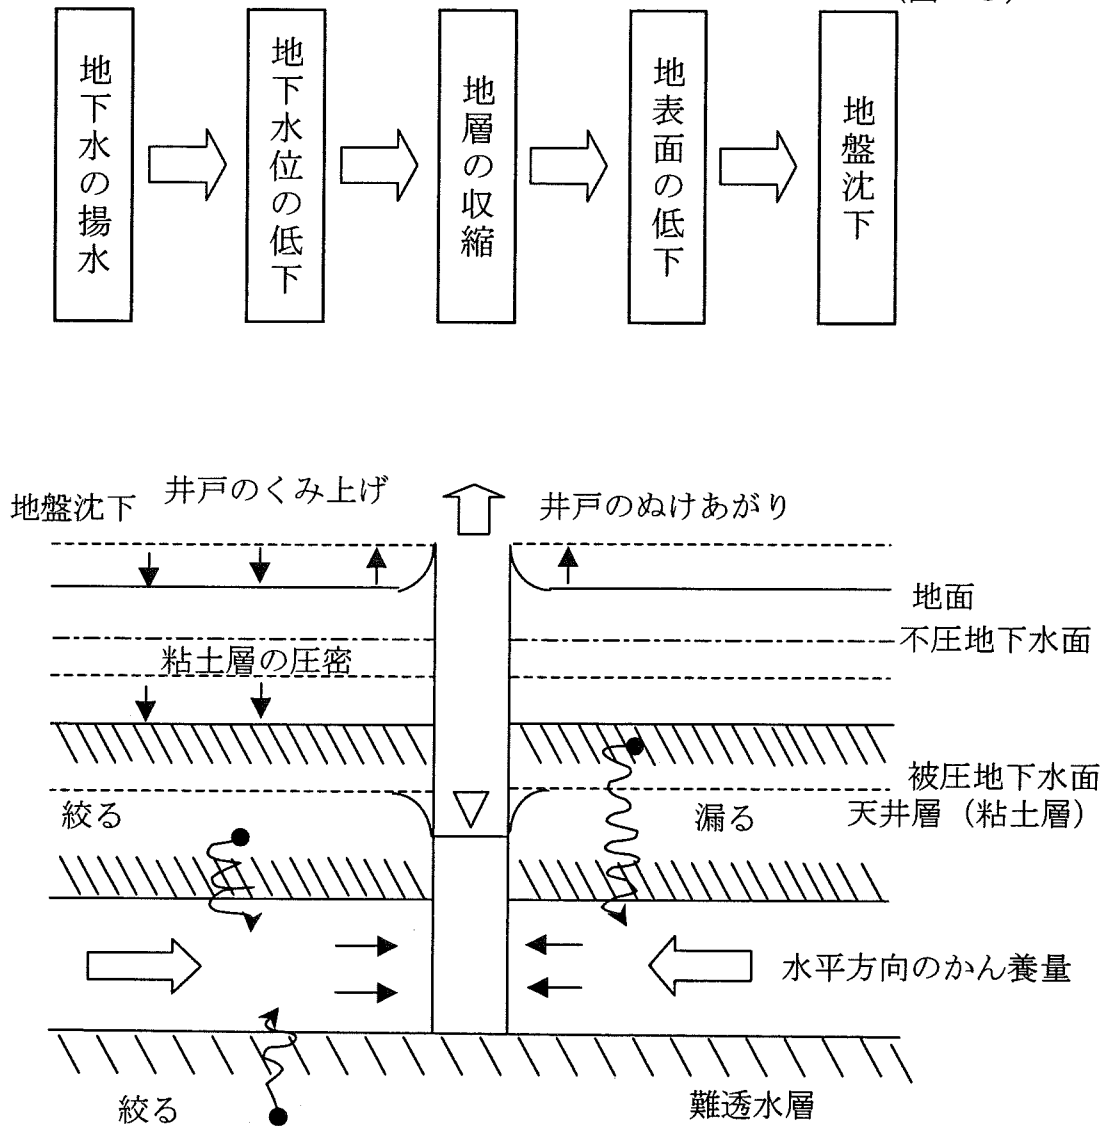 地下水の揚水
地下水位の低下
地層の収縮
地表面の低下
地盤沈下
地盤沈下
井戸のくみ上げ
井戸のぬけあがり
地面
不圧地下水面
粘土層の圧密
被圧地下水面
絞る
漏る
天井層（粘土層）
水平方向のかん養量
絞る
難透水層